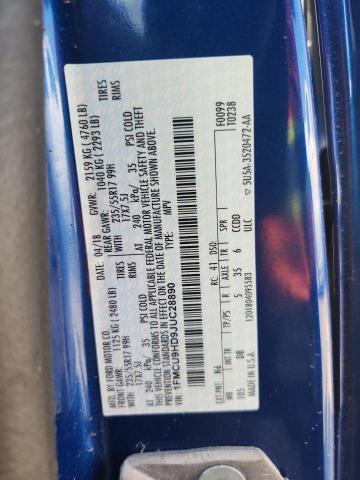 MFD. BY FORD MOTOR CO.
DATE: 04/18 GVWR: 2159 KG ( 4760 LB)
FRONT GAWR: 1125 KG ( 2480 LB) REAR GAWR: 1040 KG ( 2293 LB)
235/55R17 99H TIRES WITH 235/55R17 99H TIRES
17X7.5J RIMS 17X7.5J RIMS
AT 240 kPa/ 35 PSI COLD AT 240 kPa/ 35 PSI COLD
THIS VEHICLE CONFORMS TO ALL APPLICABLE FEDERAL MOTOR VEHICLE SAFETY AND THEFT
PREVENTION STANDARDS IN EFFECT ON THE DATE OF MANUFACTURE SHOWN ABOVE.
VIN: 1FMCU9HD9JUC28890
TYPE: MPV
F0099
T0238
EXT PNT: N6 RC: 41 DSO:
WB BRK INT TR TP/PS R AXLE TR SPR
105 DB 5 35 6 CCDD
ULC
MADE IN U.S.A. 12018040955B3
5U5A-3520472-AA